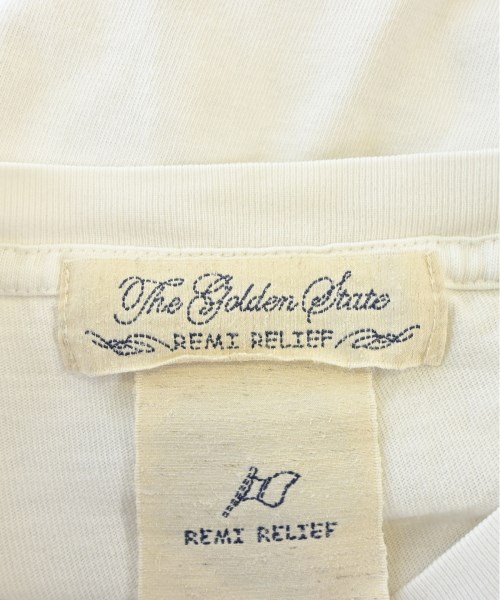 The Golden State
REMI RELIEF
REMI RELIEF